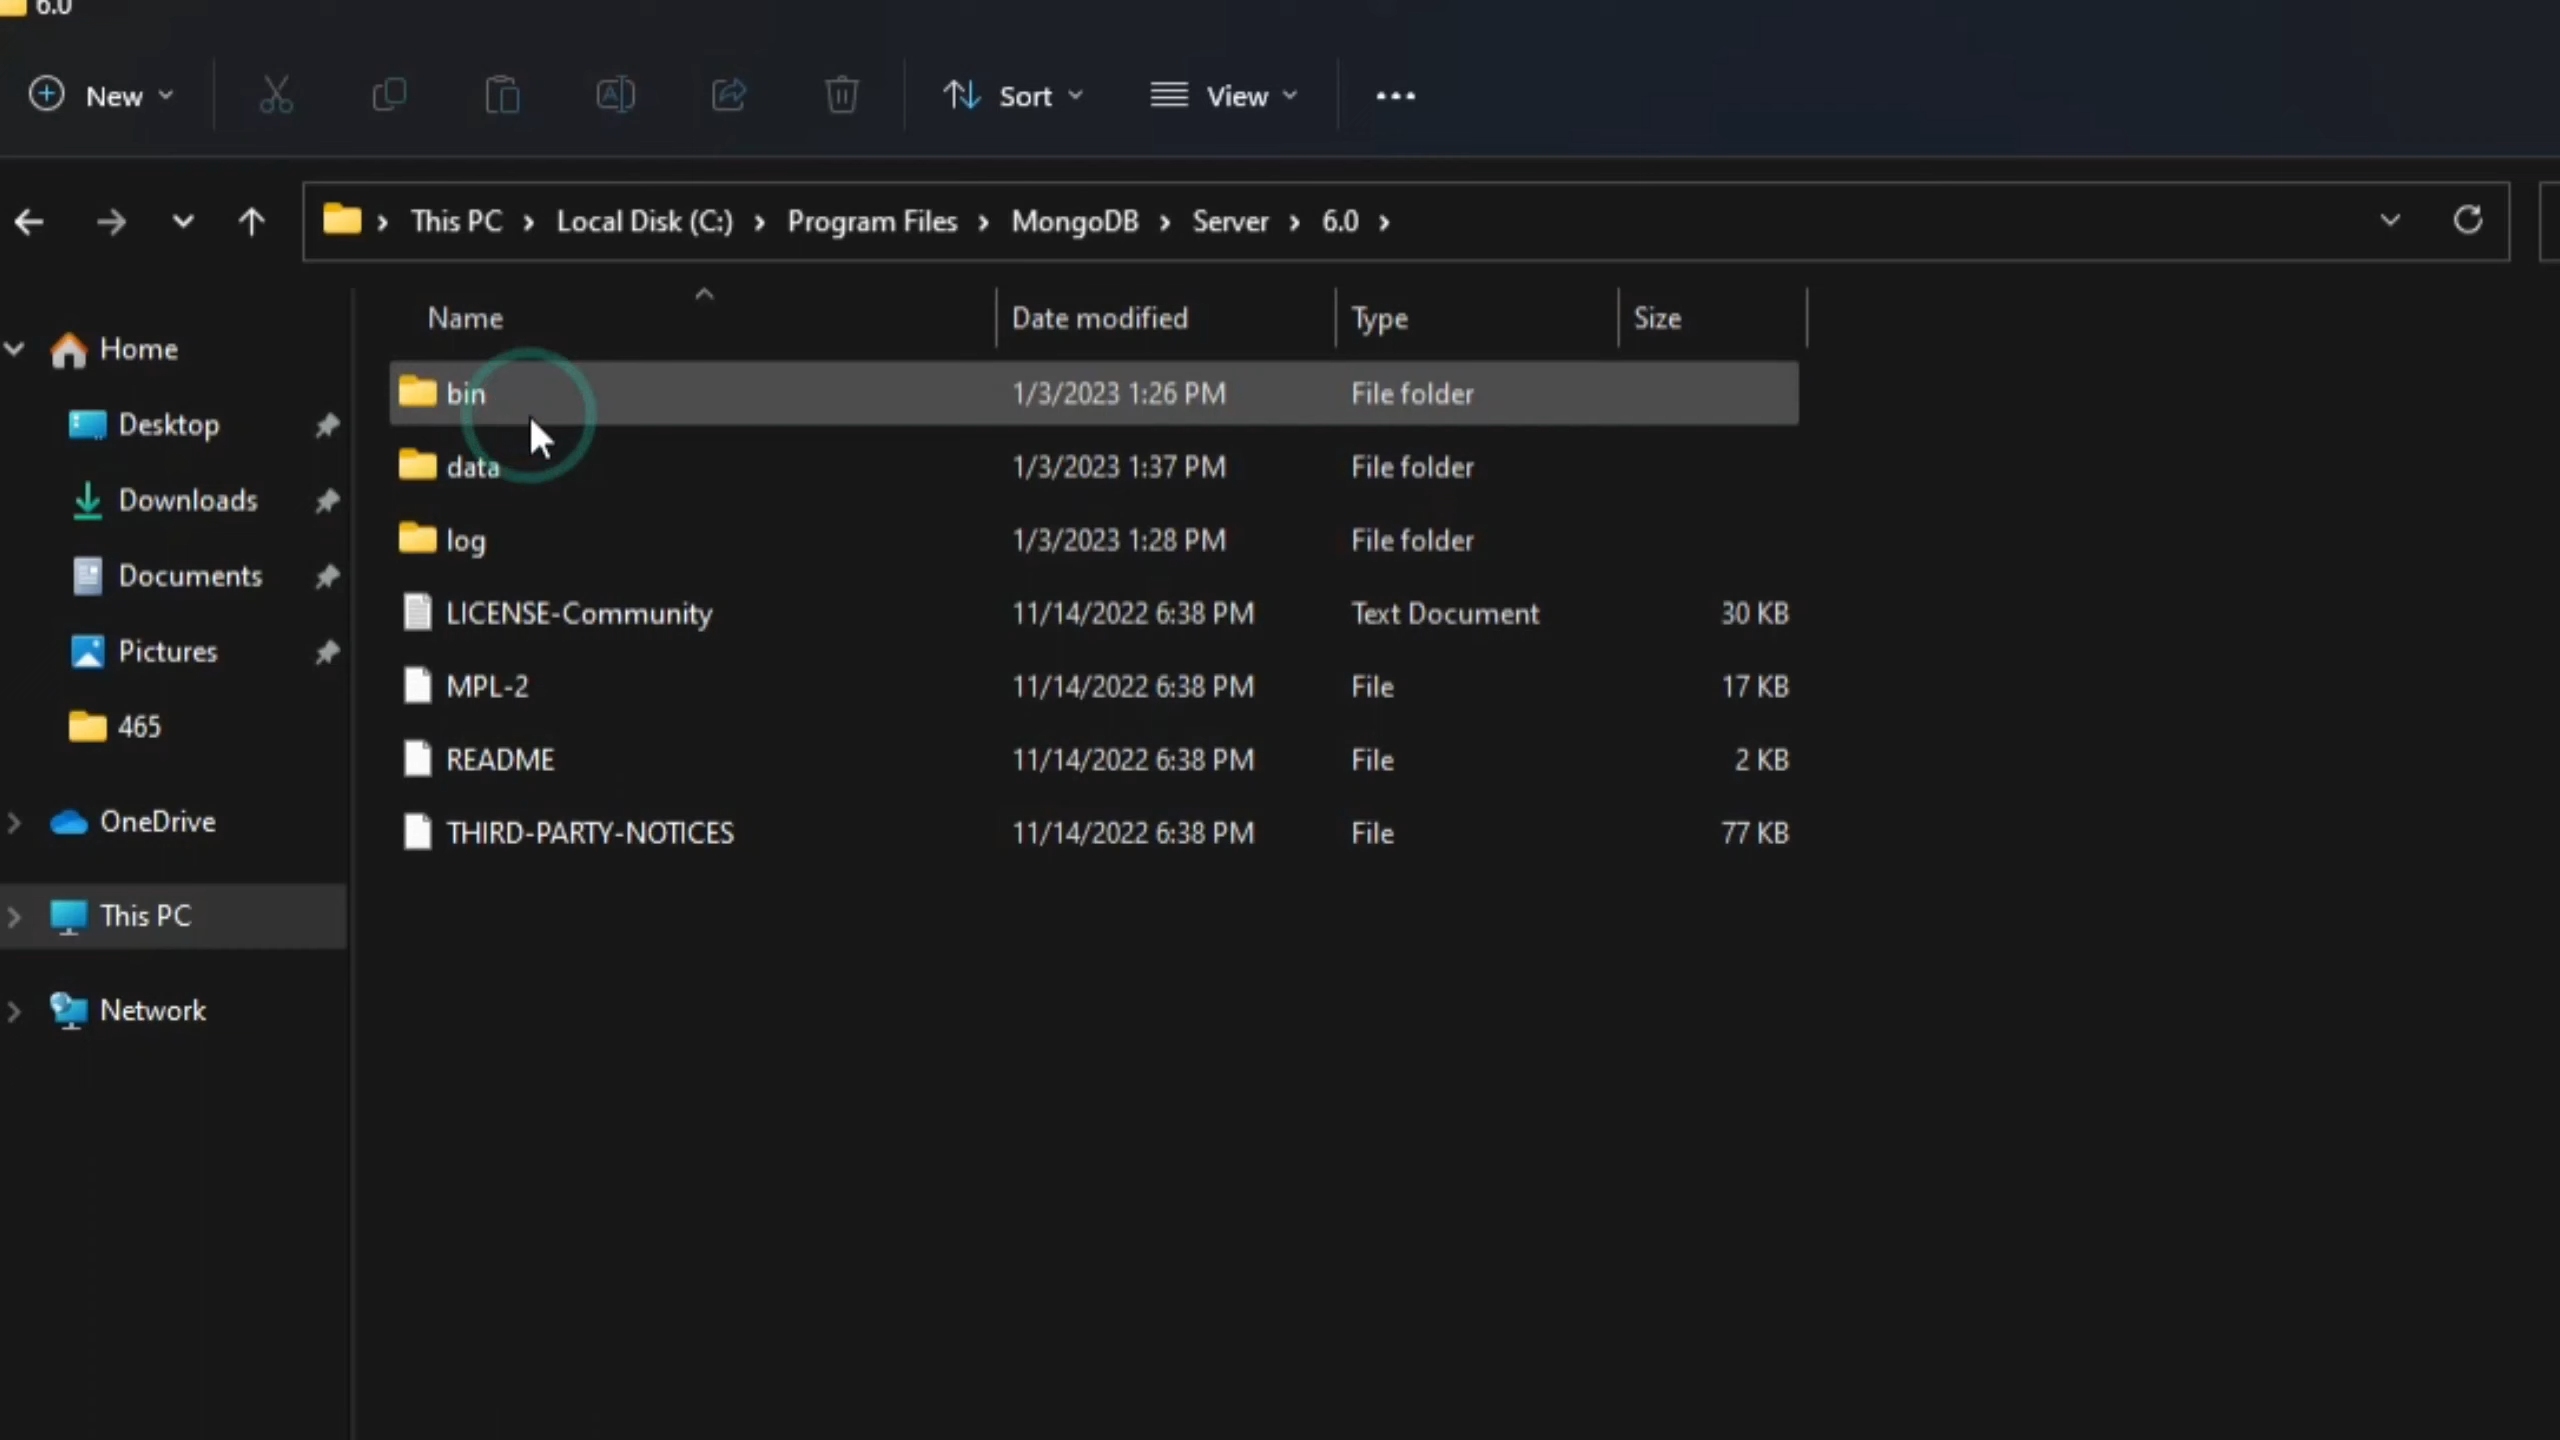 6.0
New Sort View
This PC Local Disk (C:) Program Files MongoDB Server 6.0
Name Date modified Type Size
Home
Desktop
Downloads
Documents
Pictures
465
OneDrive
This PC
Network
bin 1/3/2023 1:26 PM File folder
data 1/3/2023 1:37 PM File folder
log 1/3/2023 1:28 PM File folder
LICENSE-Community 11/14/2022 6:38 PM Text Document 30 KB
MPL-2 11/14/2022 6:38 PM File 17 KB
README 11/14/2022 6:38 PM File 2 KB
THIRD-PARTY-NOTICES 11/14/2022 6:38 PM File 77 KB